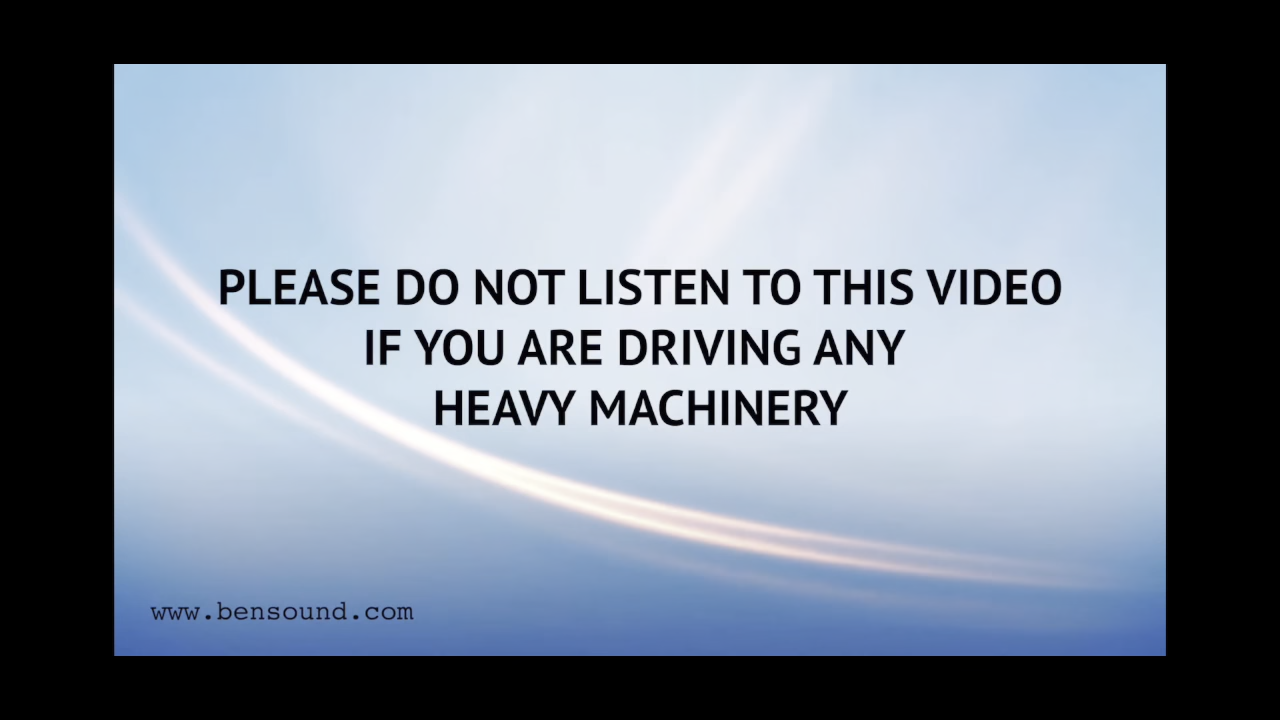 PLEASE DO NOT LISTEN TO THIS VIDEO
IF YOU ARE DRIVING ANY
HEAVY MACHINERY
www.bensound.com